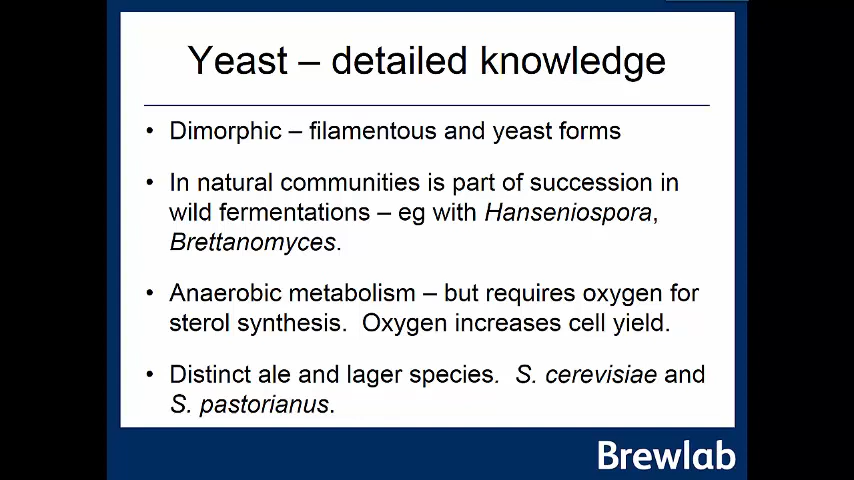 Yeast – detailed knowledge
• Dimorphic – filamentous and yeast forms
• In natural communities is part of succession in
wild fermentations – eg with Hanseniospora,
Brettanomyces.
• Anaerobic metabolism – but requires oxygen for
sterol synthesis.  Oxygen increases cell yield.
• Distinct ale and lager species.  S. cerevisiae and
S. pastorianus.
Brewlab